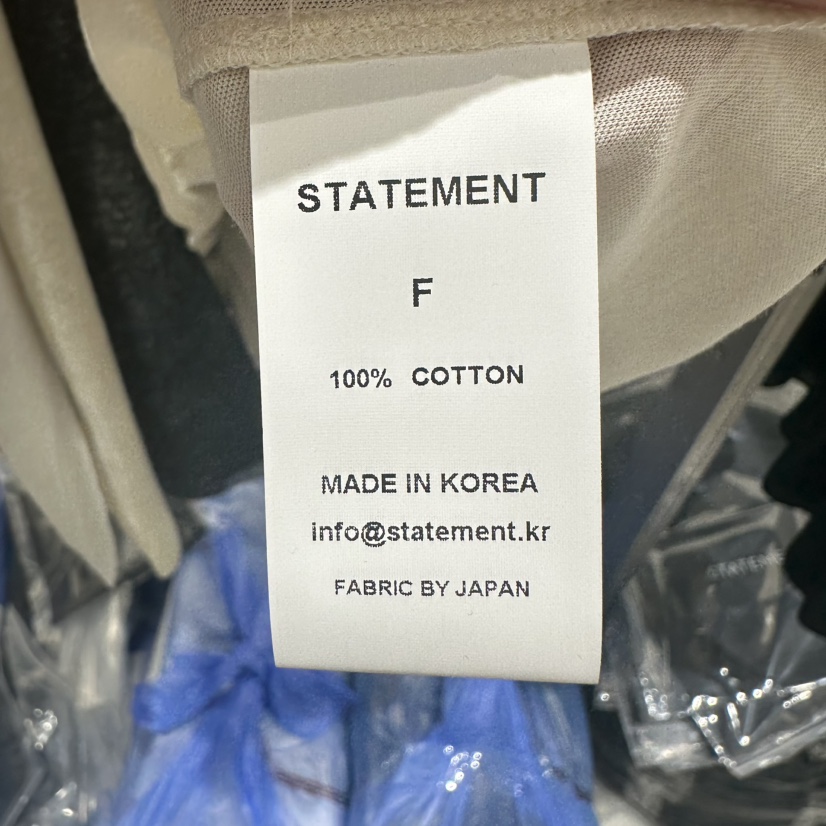 STATEMENT
F
100% COTTON
MADE IN KOREA
info@statement.kr
FABRIC BY JAPAN